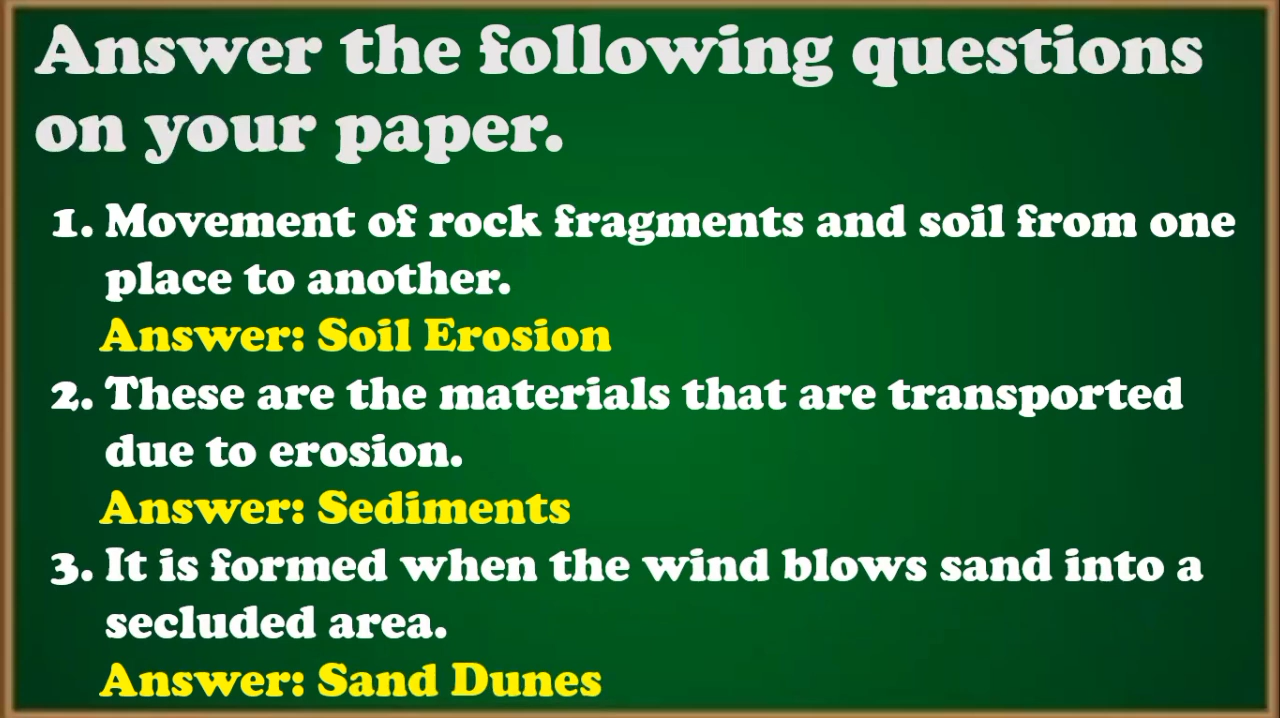 Answer the following questions
on your paper.
1. Movement of rock fragments and soil from one
place to another.
Answer: Soil Erosion
2. These are the materials that are transported
due to erosion.
Answer: Sediments
3. It is formed when the wind blows sand into a
secluded area.
Answer: Sand Dunes